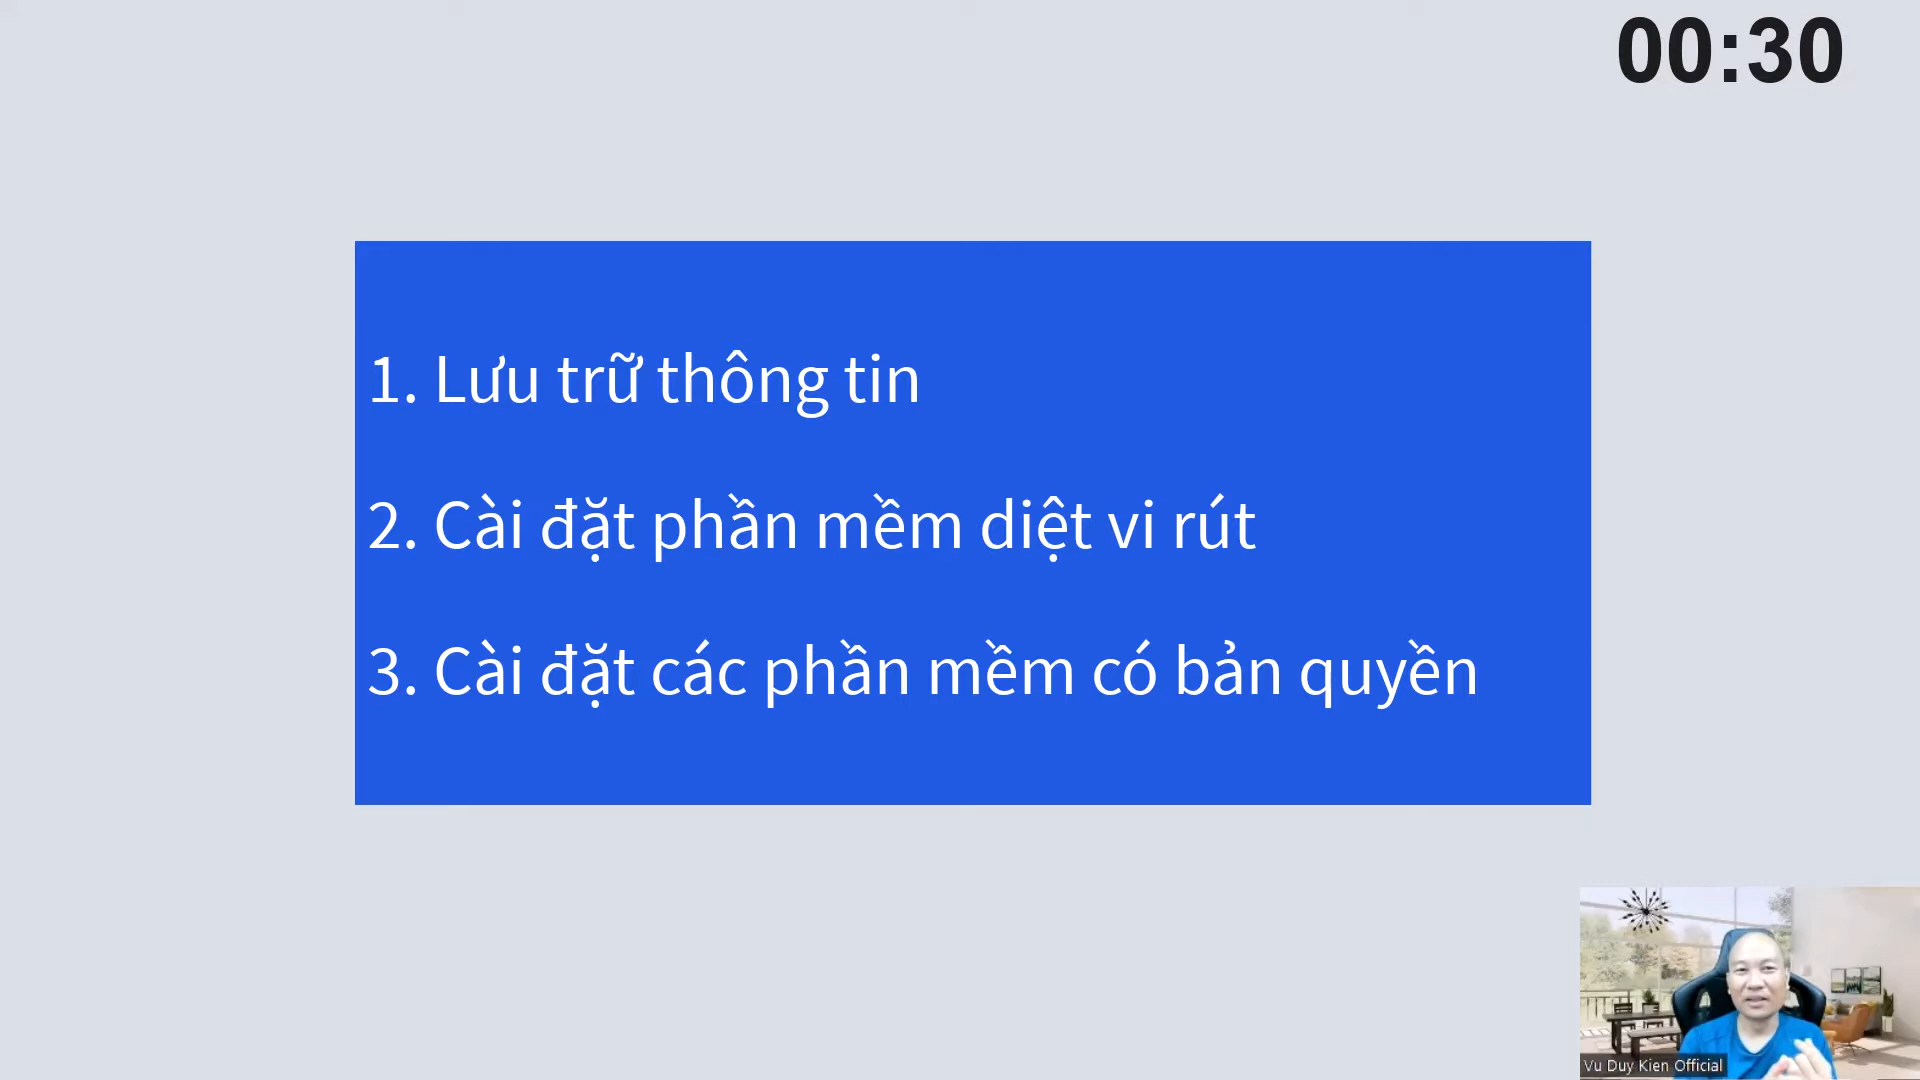 00:30
1. Lưu trữ thông tin
2. Cài đặt phần mềm diệt vi rút
3. Cài đặt các phần mềm có bản quyền
Vu Duy Kien Official